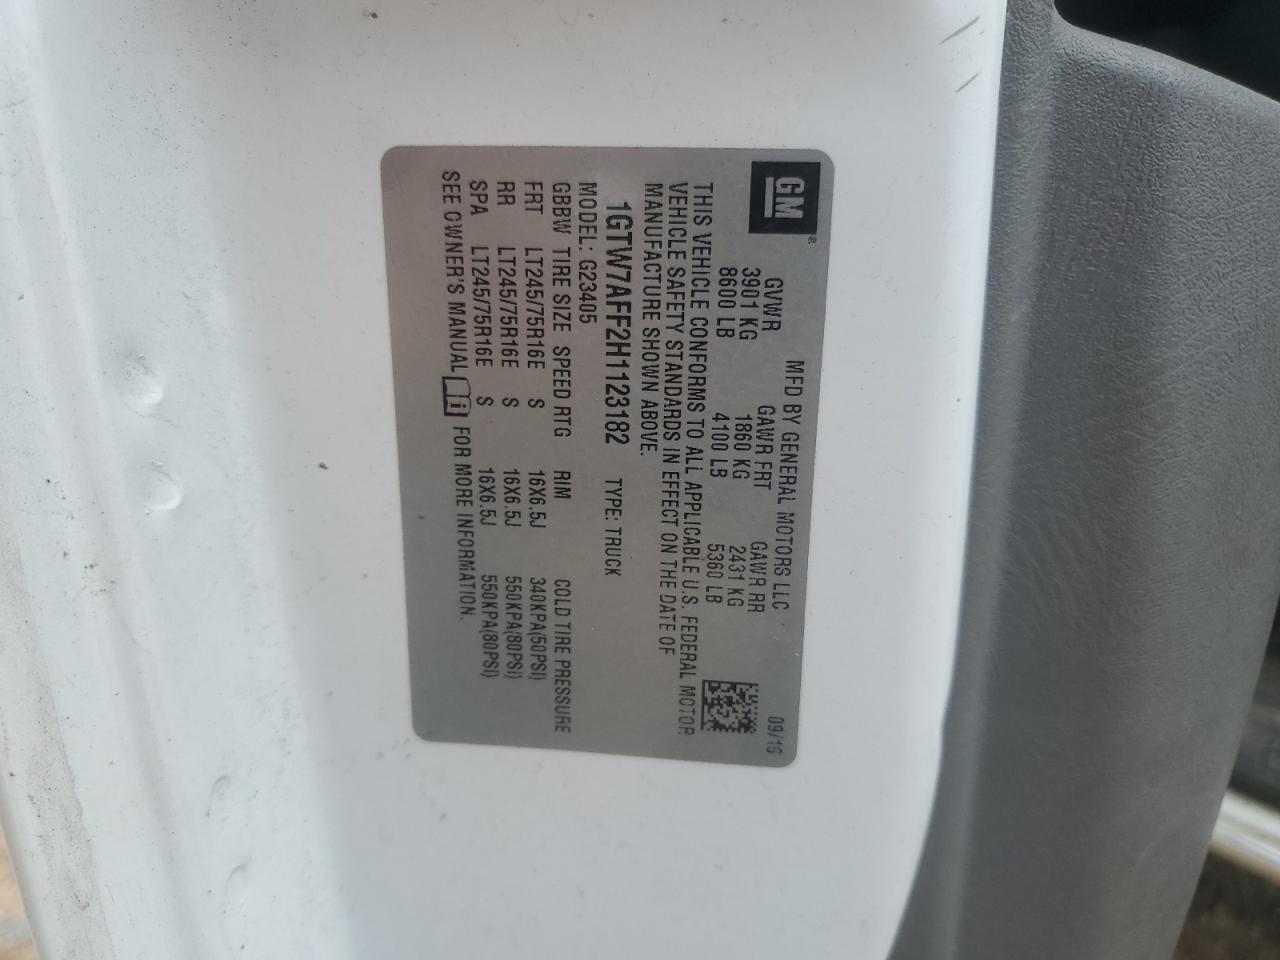 GM
®
MFD BY GENERAL MOTORS LLC 09/16
GVWR GAWR FRT GAWR RR
3901 KG 1860 KG 2431 KG
8600 LB 4100 LB 5360 LB
THIS VEHICLE CONFORMS TO ALL APPLICABLE U.S. FEDERAL MOTOR
VEHICLE SAFETY STANDARDS IN EFFECT ON THE DATE OF
MANUFACTURE SHOWN ABOVE.
1GTW7AFF2H1123182 TYPE: TRUCK
MODEL: G23405
GBBW TIRE SIZE SPEED RTG RIM COLD TIRE PRESSURE
FRT LT245/75R16E S 16X6.5J 340KPA(50PSI)
RR LT245/75R16E S 16X6.5J 550KPA(80PSI)
SPA LT245/75R16E S 16X6.5J 550KPA(80PSI)
SEE OWNER'S MANUAL i FOR MORE INFORMATION.